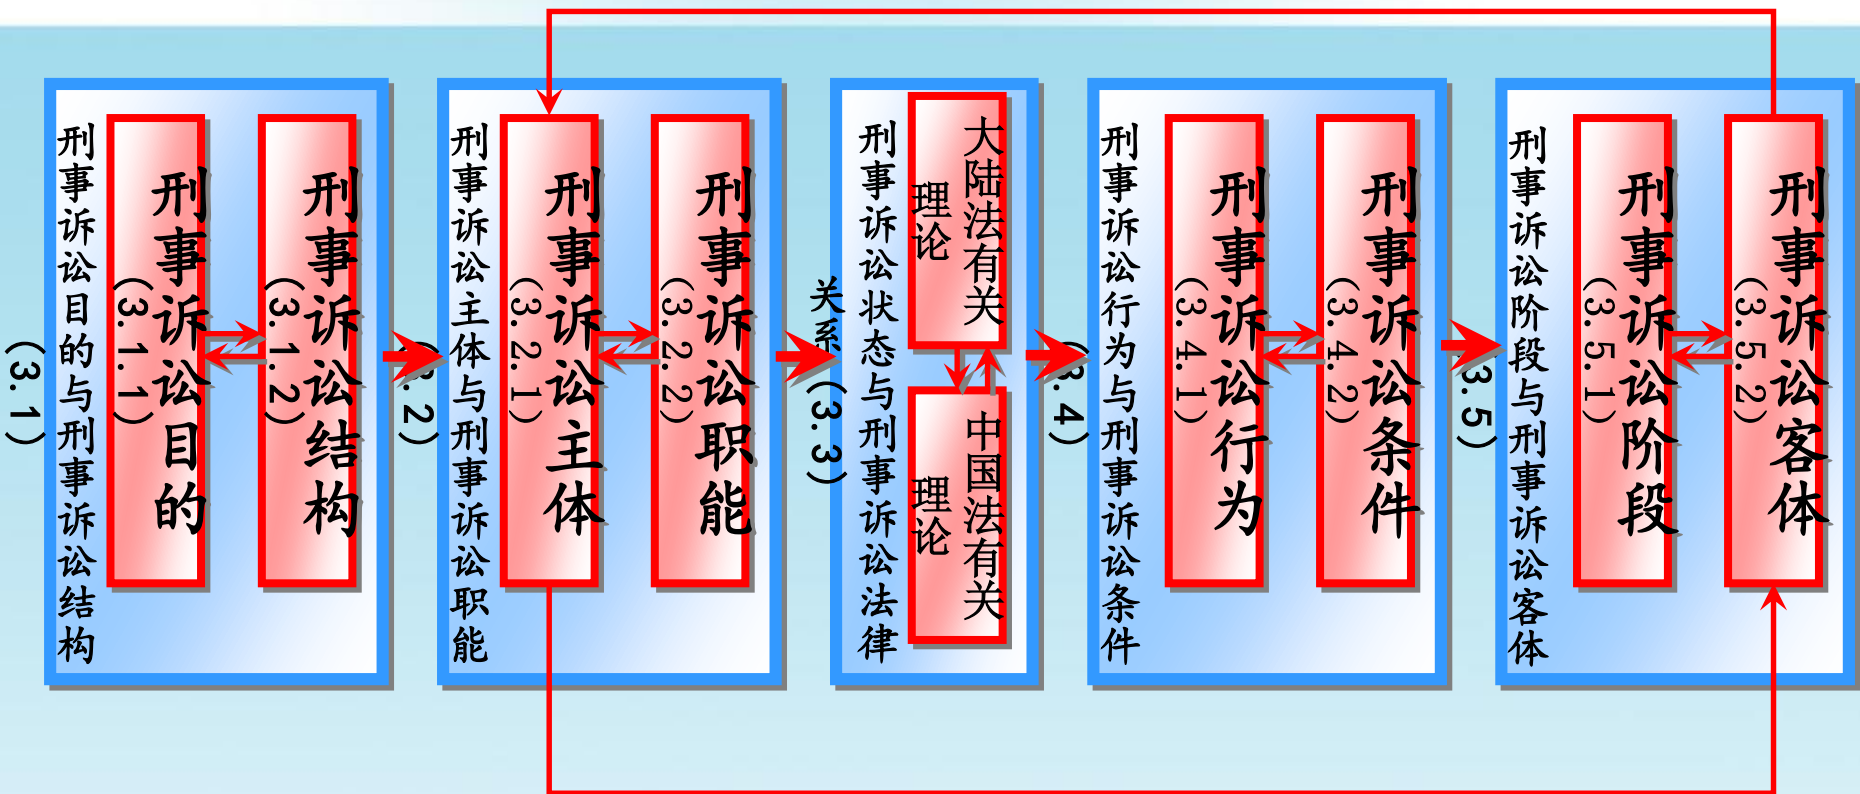 刑事诉讼目的与刑事诉讼结构
(3.1)
刑事诉讼目的
(3.1.1)
刑事诉讼结构
(3.1.2)
刑事诉讼主体与刑事诉讼职能
(3.2)
刑事诉讼主体
(3.2.1)
刑事诉讼职能
(3.2.2)
刑事诉讼状态与刑事诉讼法律
关系(3.3)
大陆法有关
理论
中国法有关
理论
刑事诉讼行为与刑事诉讼条件
(3.4)
刑事诉讼行为
(3.4.1)
刑事诉讼条件
(3.4.2)
刑事诉讼阶段与刑事诉讼客体
(3.5)
刑事诉讼阶段
(3.5.1)
刑事诉讼客体
(3.5.2)